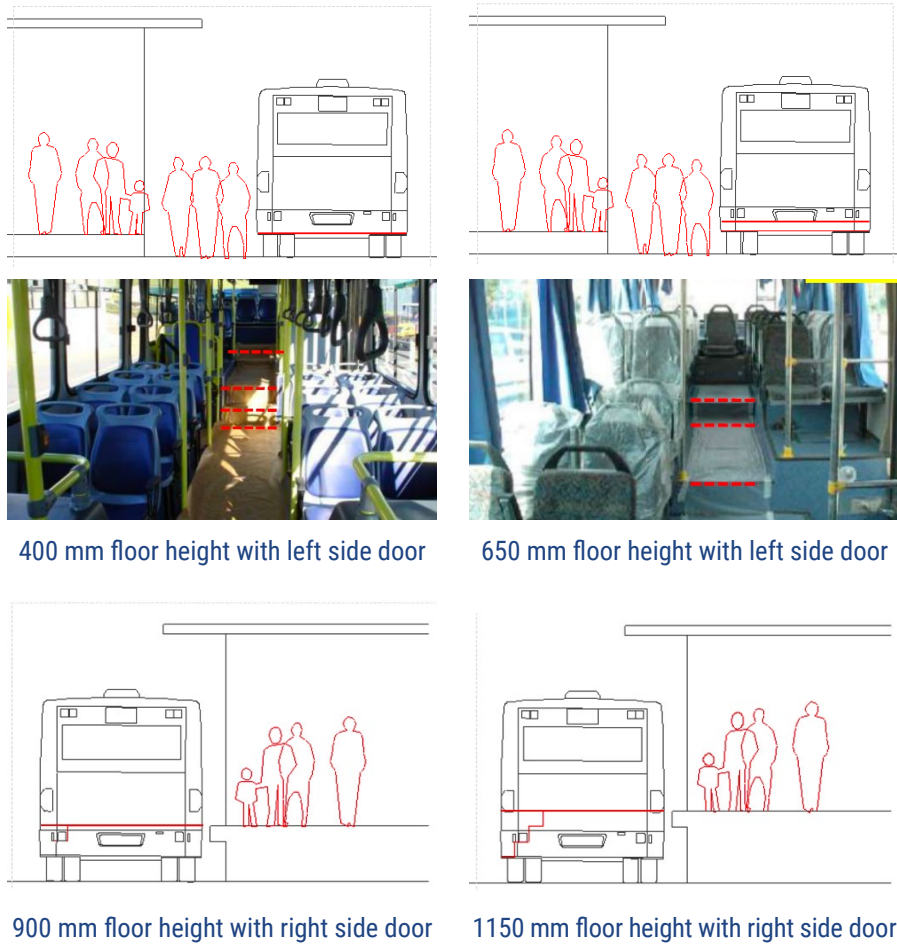 400 mm floor height with left side door
650 mm floor height with left side door
900 mm floor height with right side door
1150 mm floor height with right side door